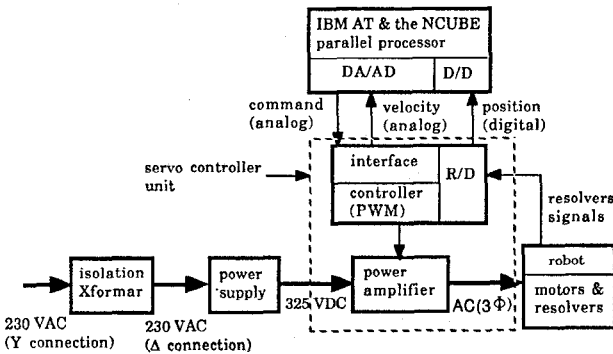 IBM AT & the NCUBE
parallel processor
DA/AD
D/D
command
(analog)
velocity
(analog)
position
(digital)
servo controller
unit
interface
R/D
controller
(PWM)
resolvers
signals
isolation
Xformar
power
supply
325 VDC
power
amplifier
AC(3Φ)
robot
motors &
resolvers
230 VAC
(Y connection)
230 VAC
(Δ connection)